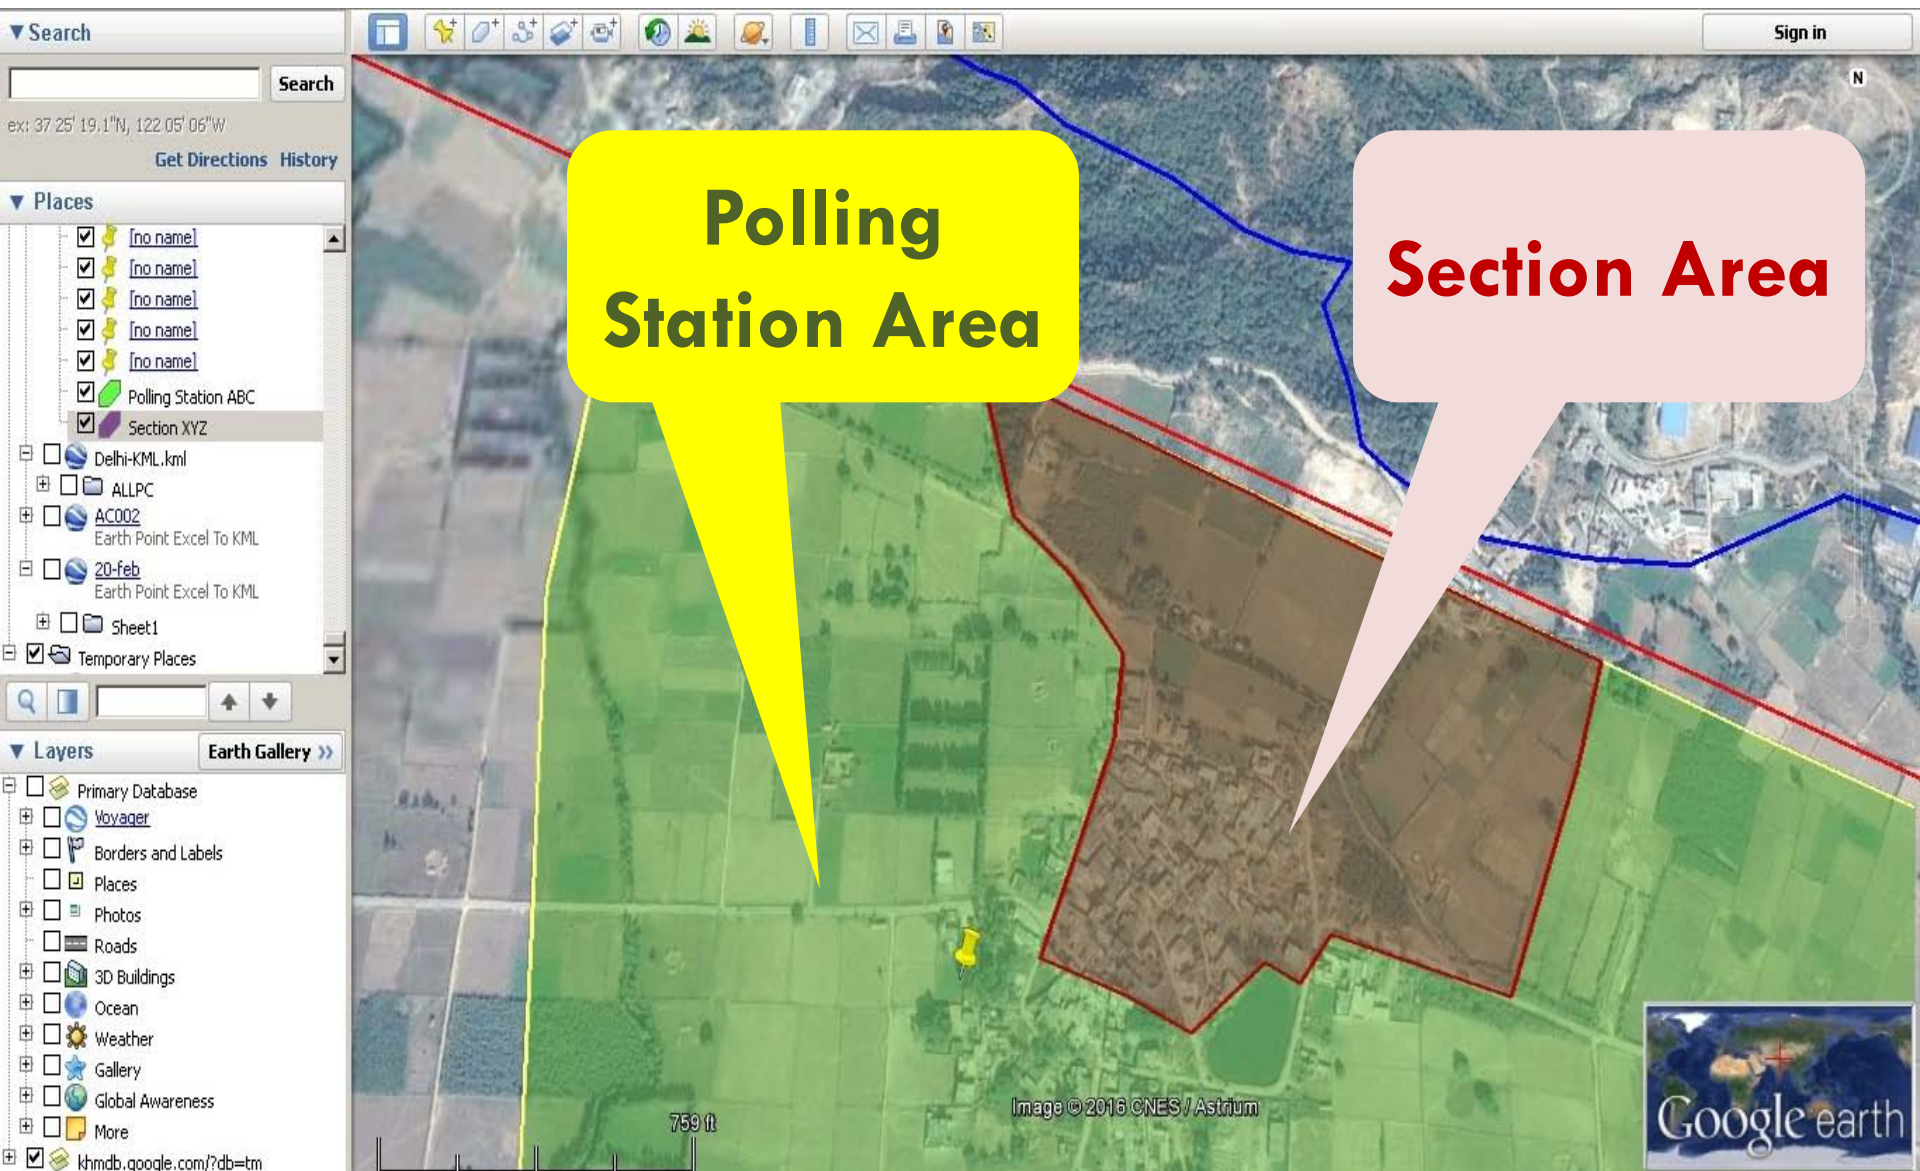 Search
Sign in
Search
ex: 37 25' 19.1"N, 122 05' 06"W
Get Directions History
Places
[no name]
[no name]
[no name]
[no name]
[no name]
Polling Station ABC
Section XYZ
Delhi-KML.kml
ALLPC
AC002
Earth Point Excel To KML
20-feb
Earth Point Excel To KML
Sheet1
Temporary Places
Layers
Earth Gallery »
Primary Database
Voyager
Borders and Labels
Places
Photos
Roads
3D Buildings
Ocean
Weather
Gallery
Global Awareness
More
khmdb.google.com/?db=tm
N
Polling
Station Area
Section Area
759 ft
Image © 2016 CNES / Astrium
Google earth